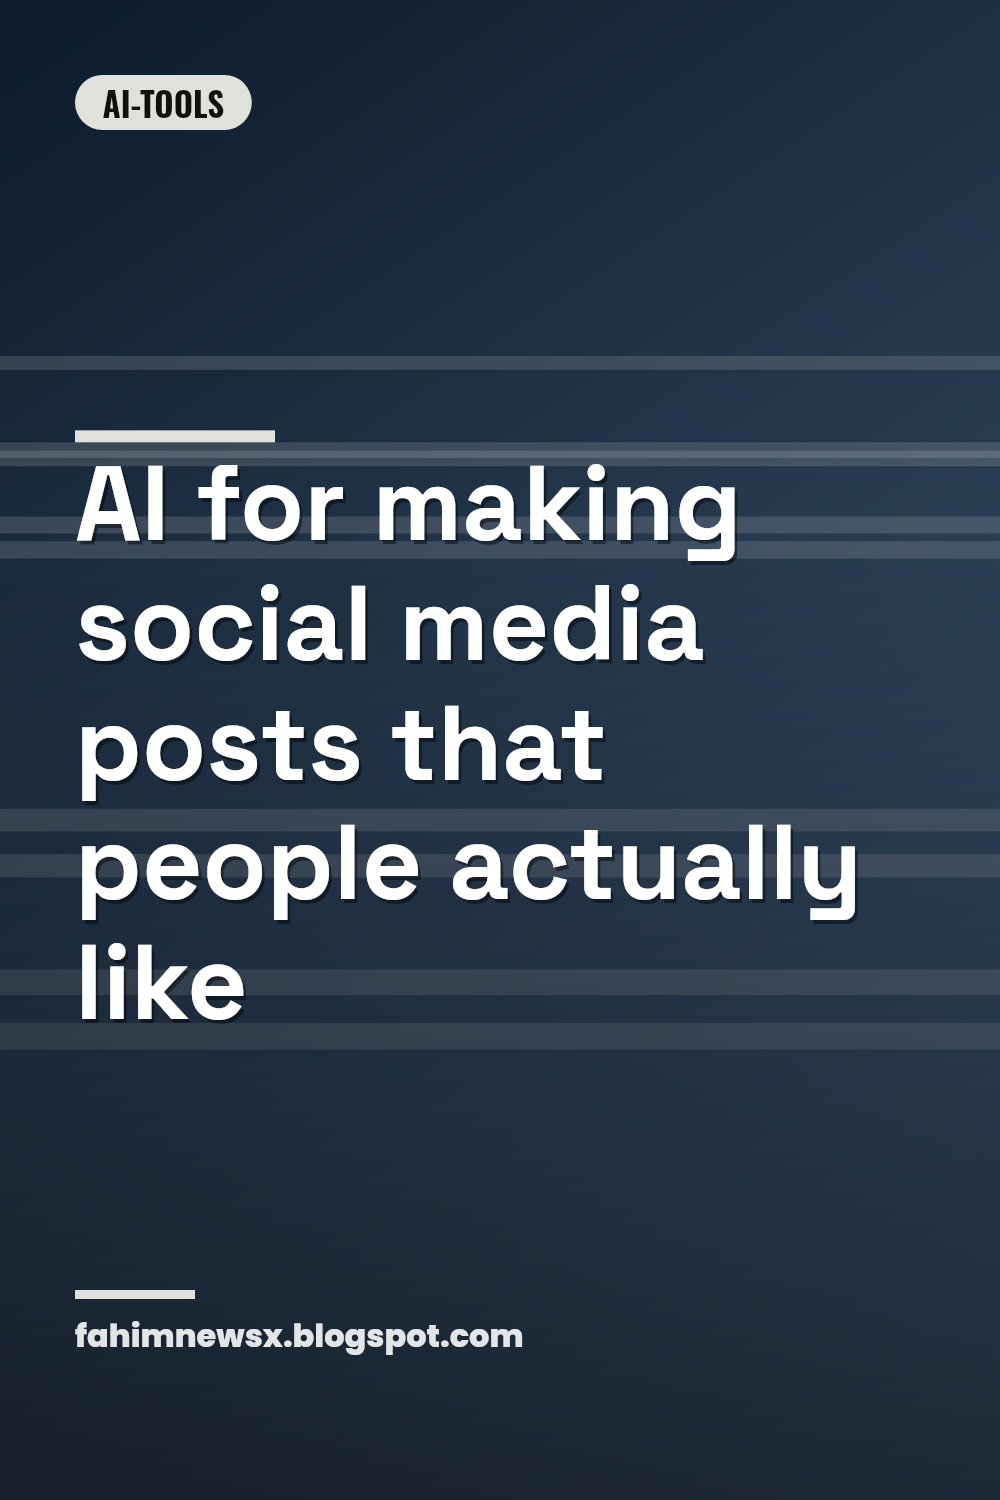 AI-TOOLS
AI for making
social media
posts that
people actually
like
fahimnewsx.blogspot.com